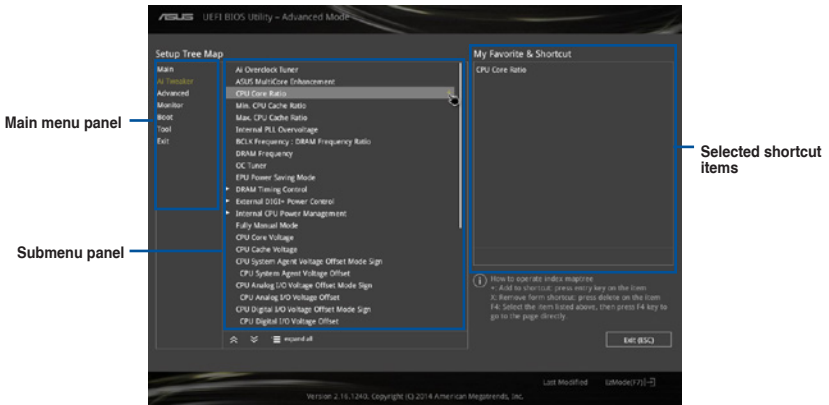 ASUS UEFI BIOS Utility – Advanced Mode
Setup Tree Map
Main
Ai Tweaker
Advanced
Monitor
Boot
Tool
Exit
Ai Overclock Tuner
ASUS MultiCore Enhancement
CPU Core Ratio
Min. CPU Cache Ratio
Max. CPU Cache Ratio
Internal PLL Overvoltage
BCLK Frequency : DRAM Frequency Ratio
DRAM Frequency
OC Tuner
EPU Power Saving Mode
DRAM Timing Control
External DIGI+ Power Control
Internal CPU Power Management
Fully Manual Mode
CPU Core Voltage
CPU Cache Voltage
CPU System Agent Voltage Offset Mode Sign
CPU System Agent Voltage Offset
CPU Analog I/O Voltage Offset Mode Sign
CPU Analog I/O Voltage Offset
CPU Digital I/O Voltage Offset Mode Sign
CPU Digital I/O Voltage Offset
expand all
My Favorite & Shortcut
CPU Core Ratio
How to operate index maptree
+: Add to shortcut: press entry key on the item
X: Remove form shortcut: press delete on the item
F4: Select the item listed above, then press F4 key to
go to the page directly.
Exit (ESC)
Last Modified EzMode(F7)
Version 2.16.1240. Copyright (C) 2014 American Megatrends, Inc.
Main menu panel
Submenu panel
Selected shortcut
items